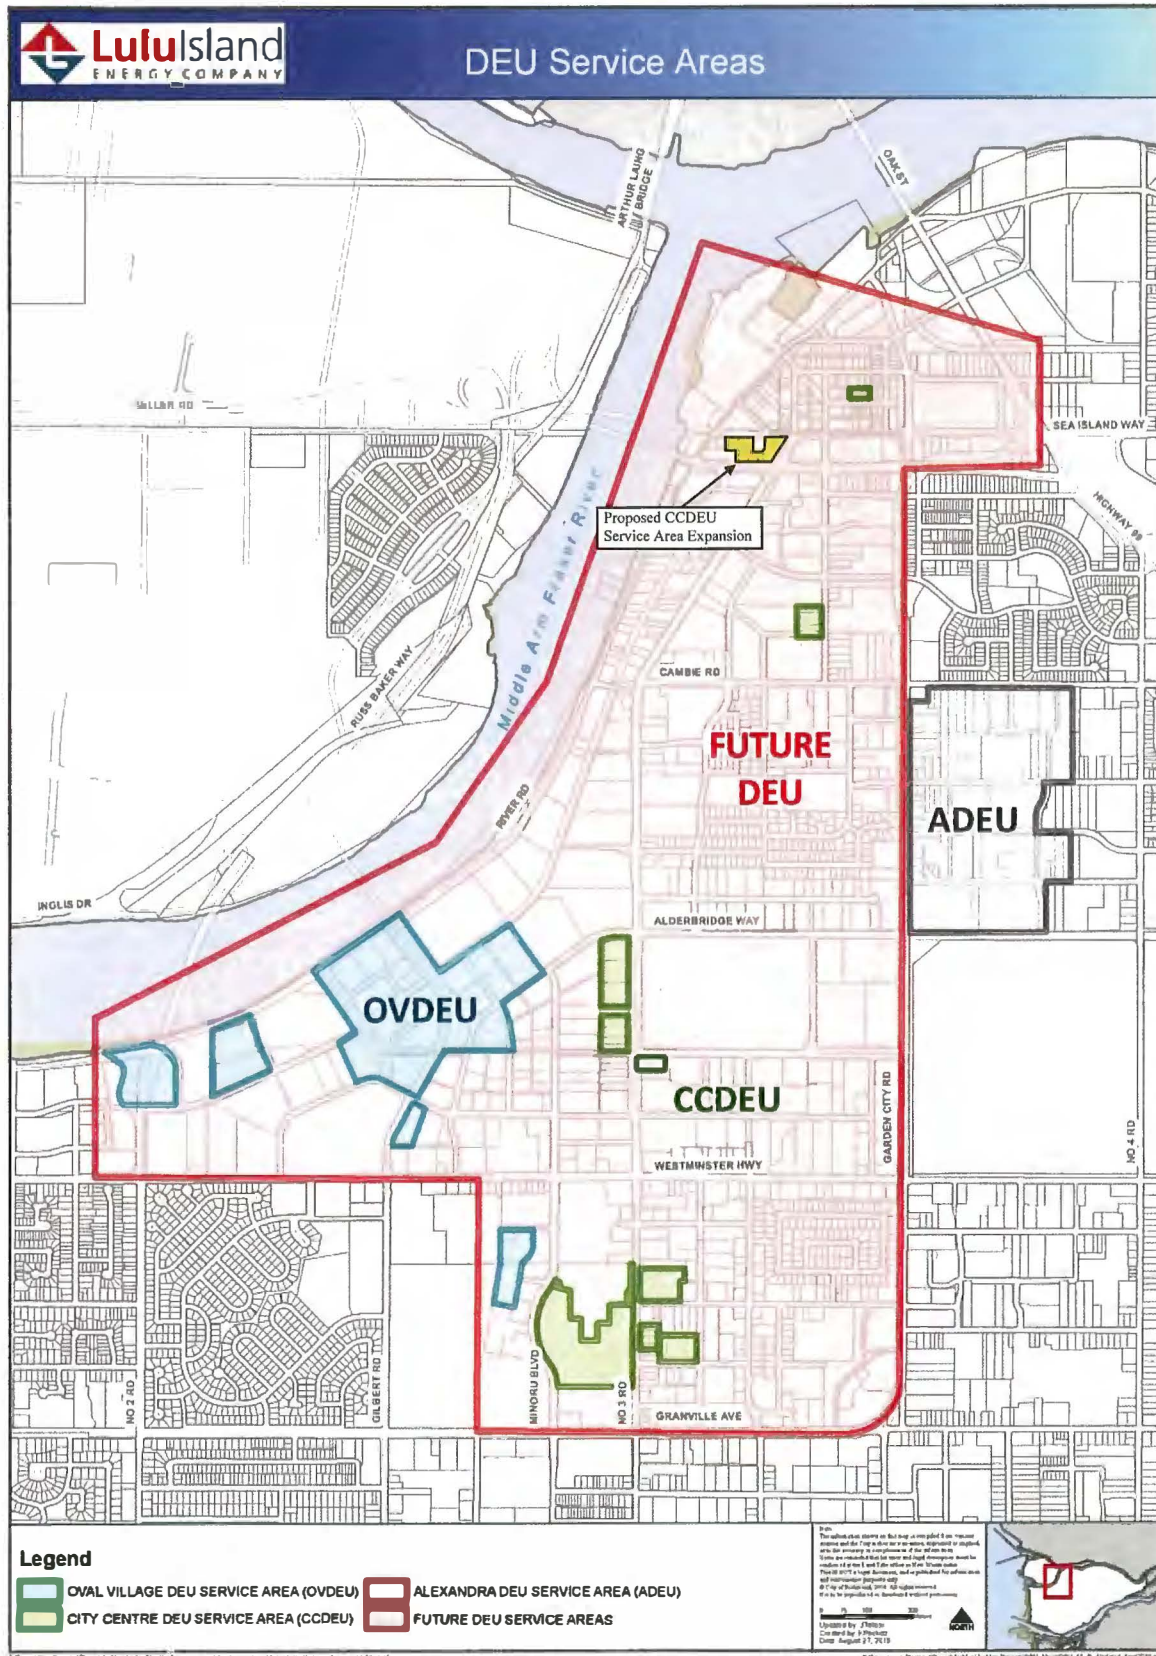 LuluIsland
ENERGY COMPANY
DEU Service Areas
ARTHUR LAING
BRIDGE
OAK ST
SEA ISLAND WAY
HIGHWAY 99
Proposed CCDEU
Service Area Expansion
Middle Arm Fraser River
RUSS BAKER WAY
CAMBIE RD
FUTURE
DEU
RIVER RD
ADEU
INGLIS DR
ALDERBRIDGE WAY
OVDEU
CCDEU
GARDEN CITY RD
NO 4 RD
WESTMINSTER HWY
NO 2 RD
GILBERT RD
MINORU BLVD
NO 3 RD
GRANVILLE AVE
Legend
OVAL VILLAGE DEU SERVICE AREA (OVDEU)
ALEXANDRA DEU SERVICE AREA (ADEU)
CITY CENTRE DEU SERVICE AREA (CCDEU)
FUTURE DEU SERVICE AREAS
NORTH